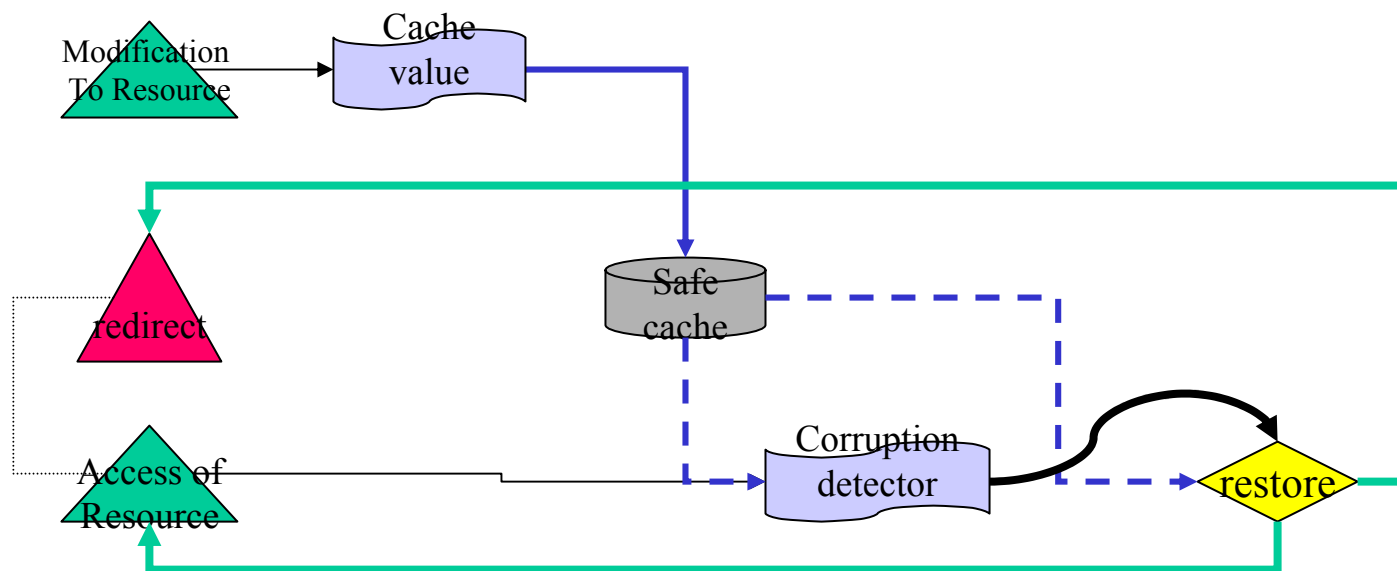 Modification
To Resource
Cache
value
redirect
Safe
cache
Access of
Resource
Corruption
detector
restore